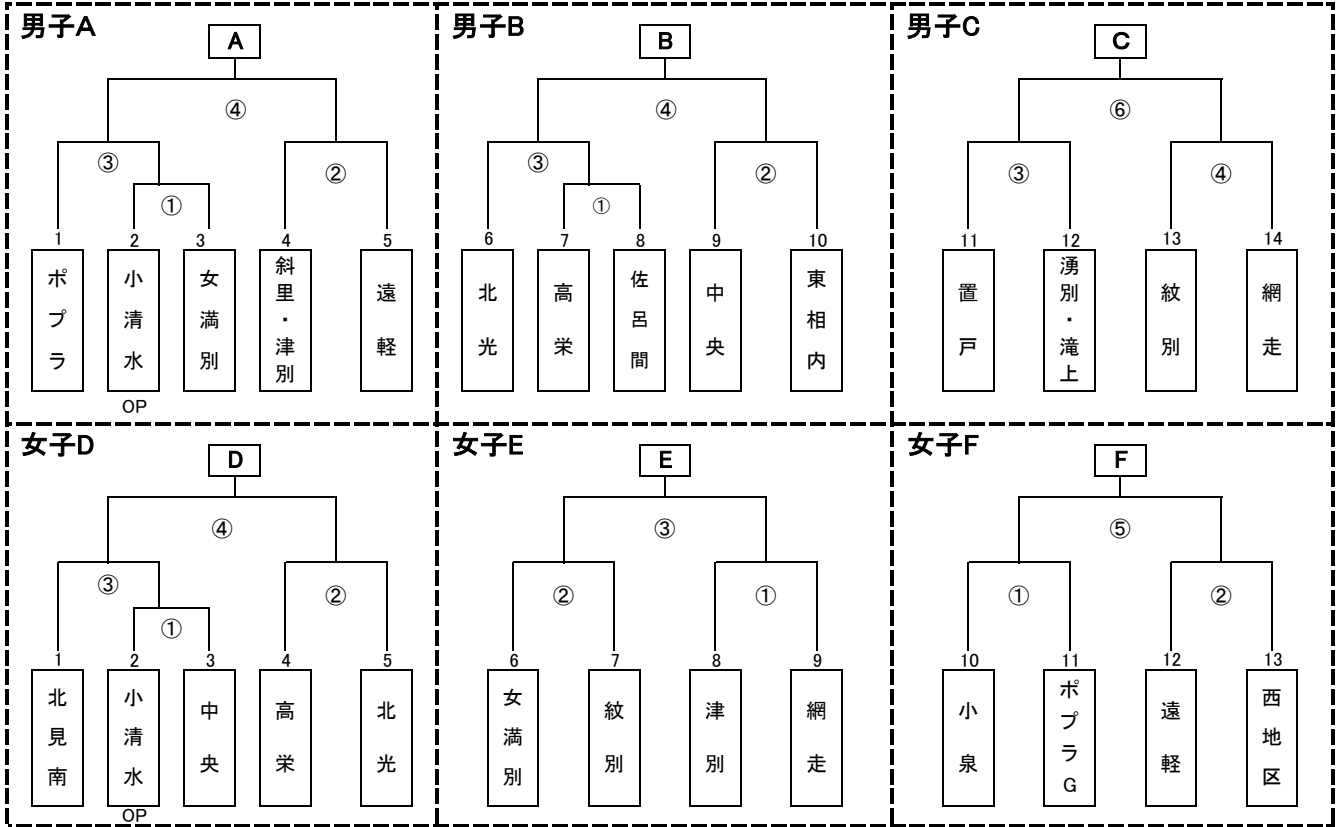 男子A
A
④
③
②
①
1
2
3
4
5
ポプラ
小清水
女満別
斜里・津別
遠軽
OP
男子B
B
④
③
②
①
6
7
8
9
10
北光
高栄
佐呂間
中央
東相内
男子C
C
⑥
③
④
11
12
13
14
置戸
湧別・滝上
紋別
網走
女子D
D
④
③
②
①
1
2
3
4
5
北見南
小清水
中央
高栄
北光
OP
女子E
E
③
②
①
6
7
8
9
女満別
紋別
津別
網走
女子F
F
⑤
①
②
10
11
12
13
小泉
ポプラG
遠軽
西地区